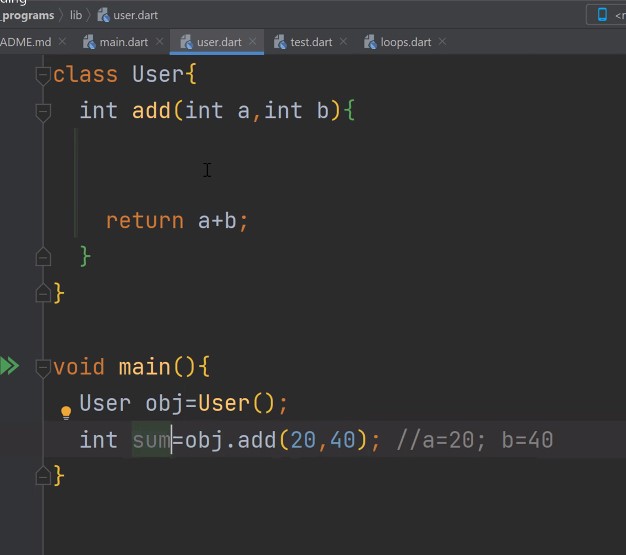 ding
_programs lib user.dart
ADME.md main.dart user.dart test.dart loops.dart
class User{
int add(int a,int b){
return a+b;
}
}
void main(){
User obj=User();
int sum=obj.add(20,40); //a=20; b=40
}